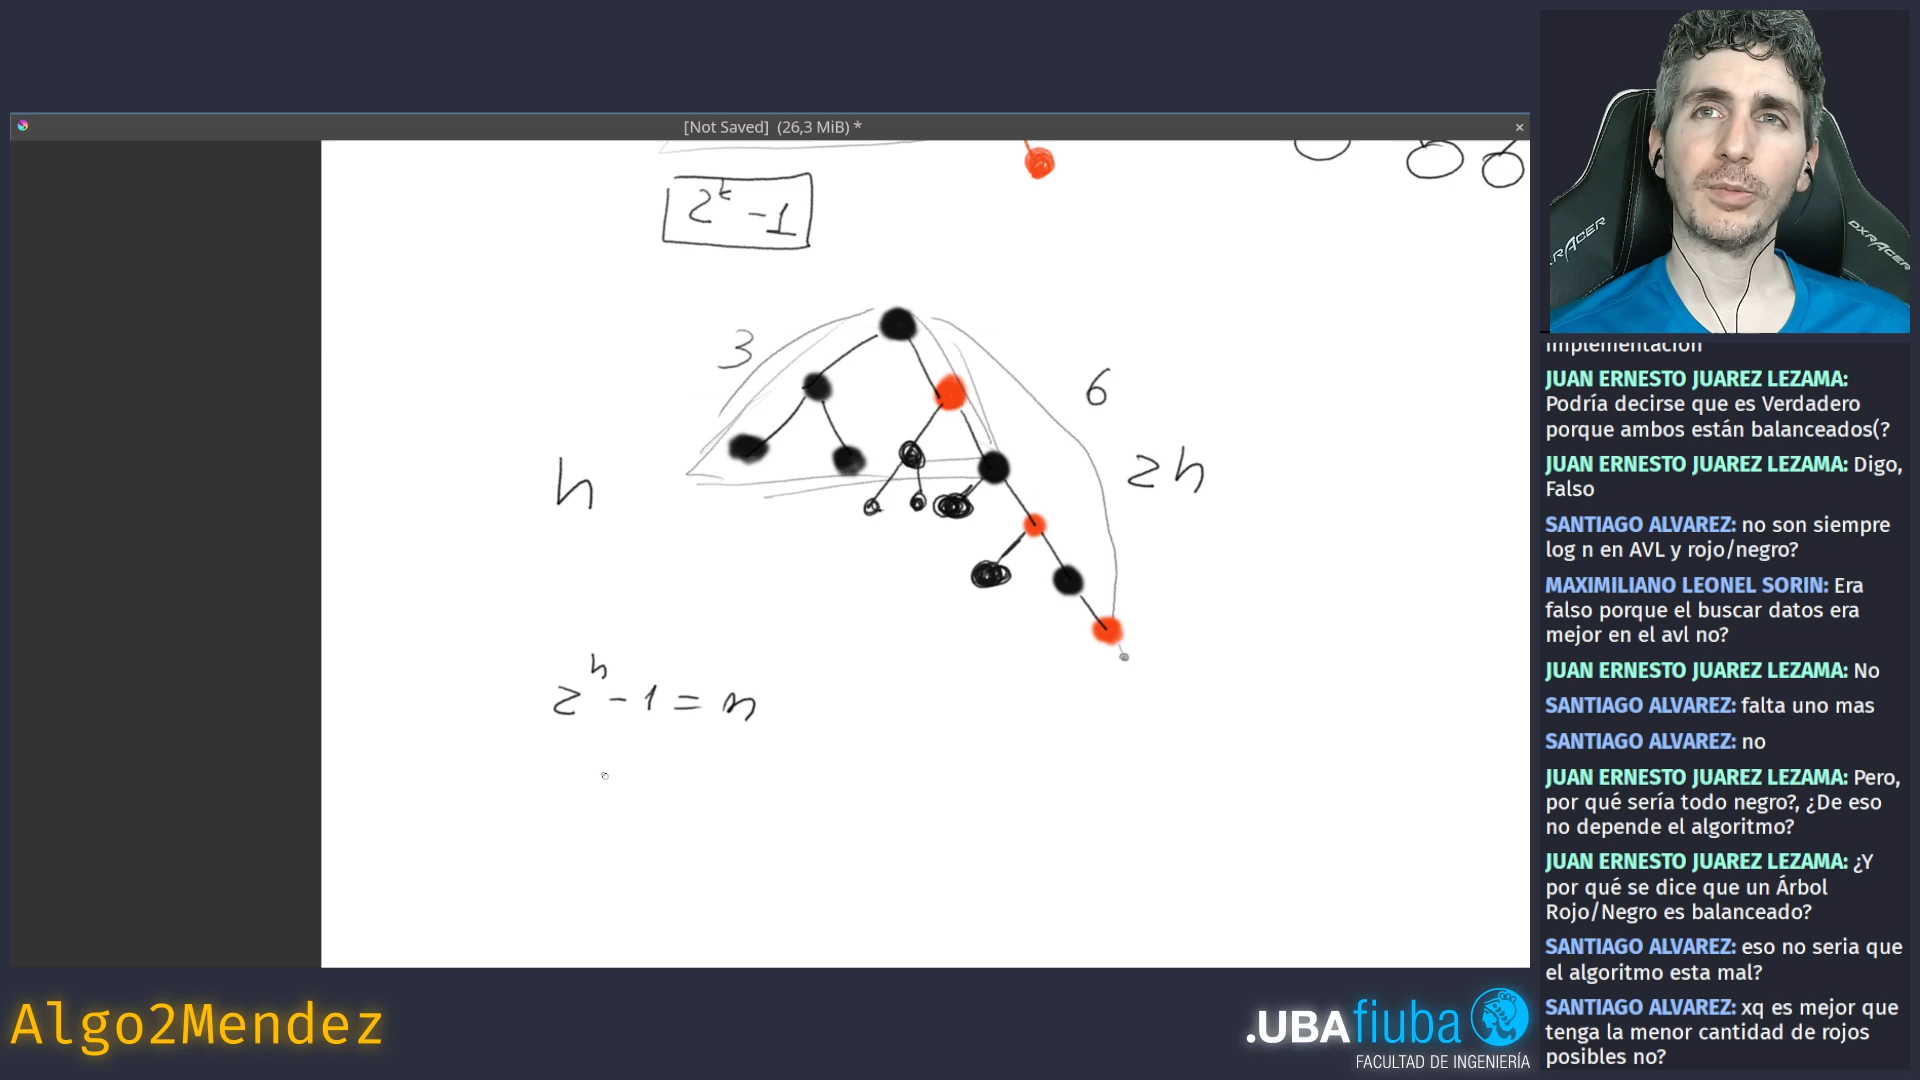 [Not Saved] (26,3 MiB) *
×
2^k - 1
3
6
h
2h
2^h - 1 = n
DXRACER
implementación
JUAN ERNESTO JUAREZ LEZAMA:
Podría decirse que es Verdadero
porque ambos están balanceados(?
JUAN ERNESTO JUAREZ LEZAMA: Digo,
Falso
SANTIAGO ALVAREZ: no son siempre
log n en AVL y rojo/negro?
MAXIMILIANO LEONEL SORIN: Era
falso porque el buscar datos era
mejor en el avl no?
JUAN ERNESTO JUAREZ LEZAMA: No
SANTIAGO ALVAREZ: falta uno mas
SANTIAGO ALVAREZ: no
JUAN ERNESTO JUAREZ LEZAMA: Pero,
por qué sería todo negro?, ¿De eso
no depende el algoritmo?
JUAN ERNESTO JUAREZ LEZAMA: ¿Y
por qué se dice que un Árbol
Rojo/Negro es balanceado?
SANTIAGO ALVAREZ: eso no seria que
el algoritmo esta mal?
SANTIAGO ALVAREZ: xq es mejor que
tenga la menor cantidad de rojos
posibles no?
Algo2Mendez
.UBAfiuba
FACULTAD DE INGENIERÍA